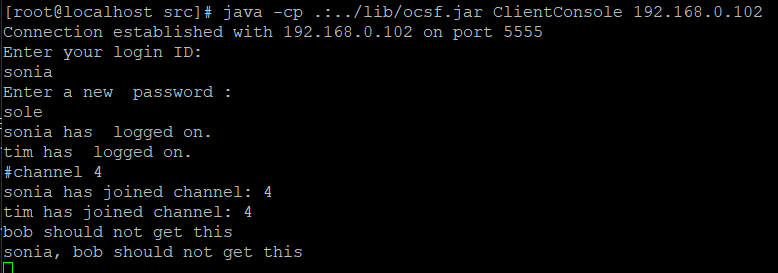 [root@localhost src]# java -cp .:../lib/ocsf.jar ClientConsole 192.168.0.102
Connection established with 192.168.0.102 on port 5555
Enter your login ID:
sonia
Enter a new  password :
sole
sonia has  logged on.
tim has  logged on.
#channel 4
sonia has joined channel: 4
tim has joined channel: 4
bob should not get this
sonia, bob should not get this